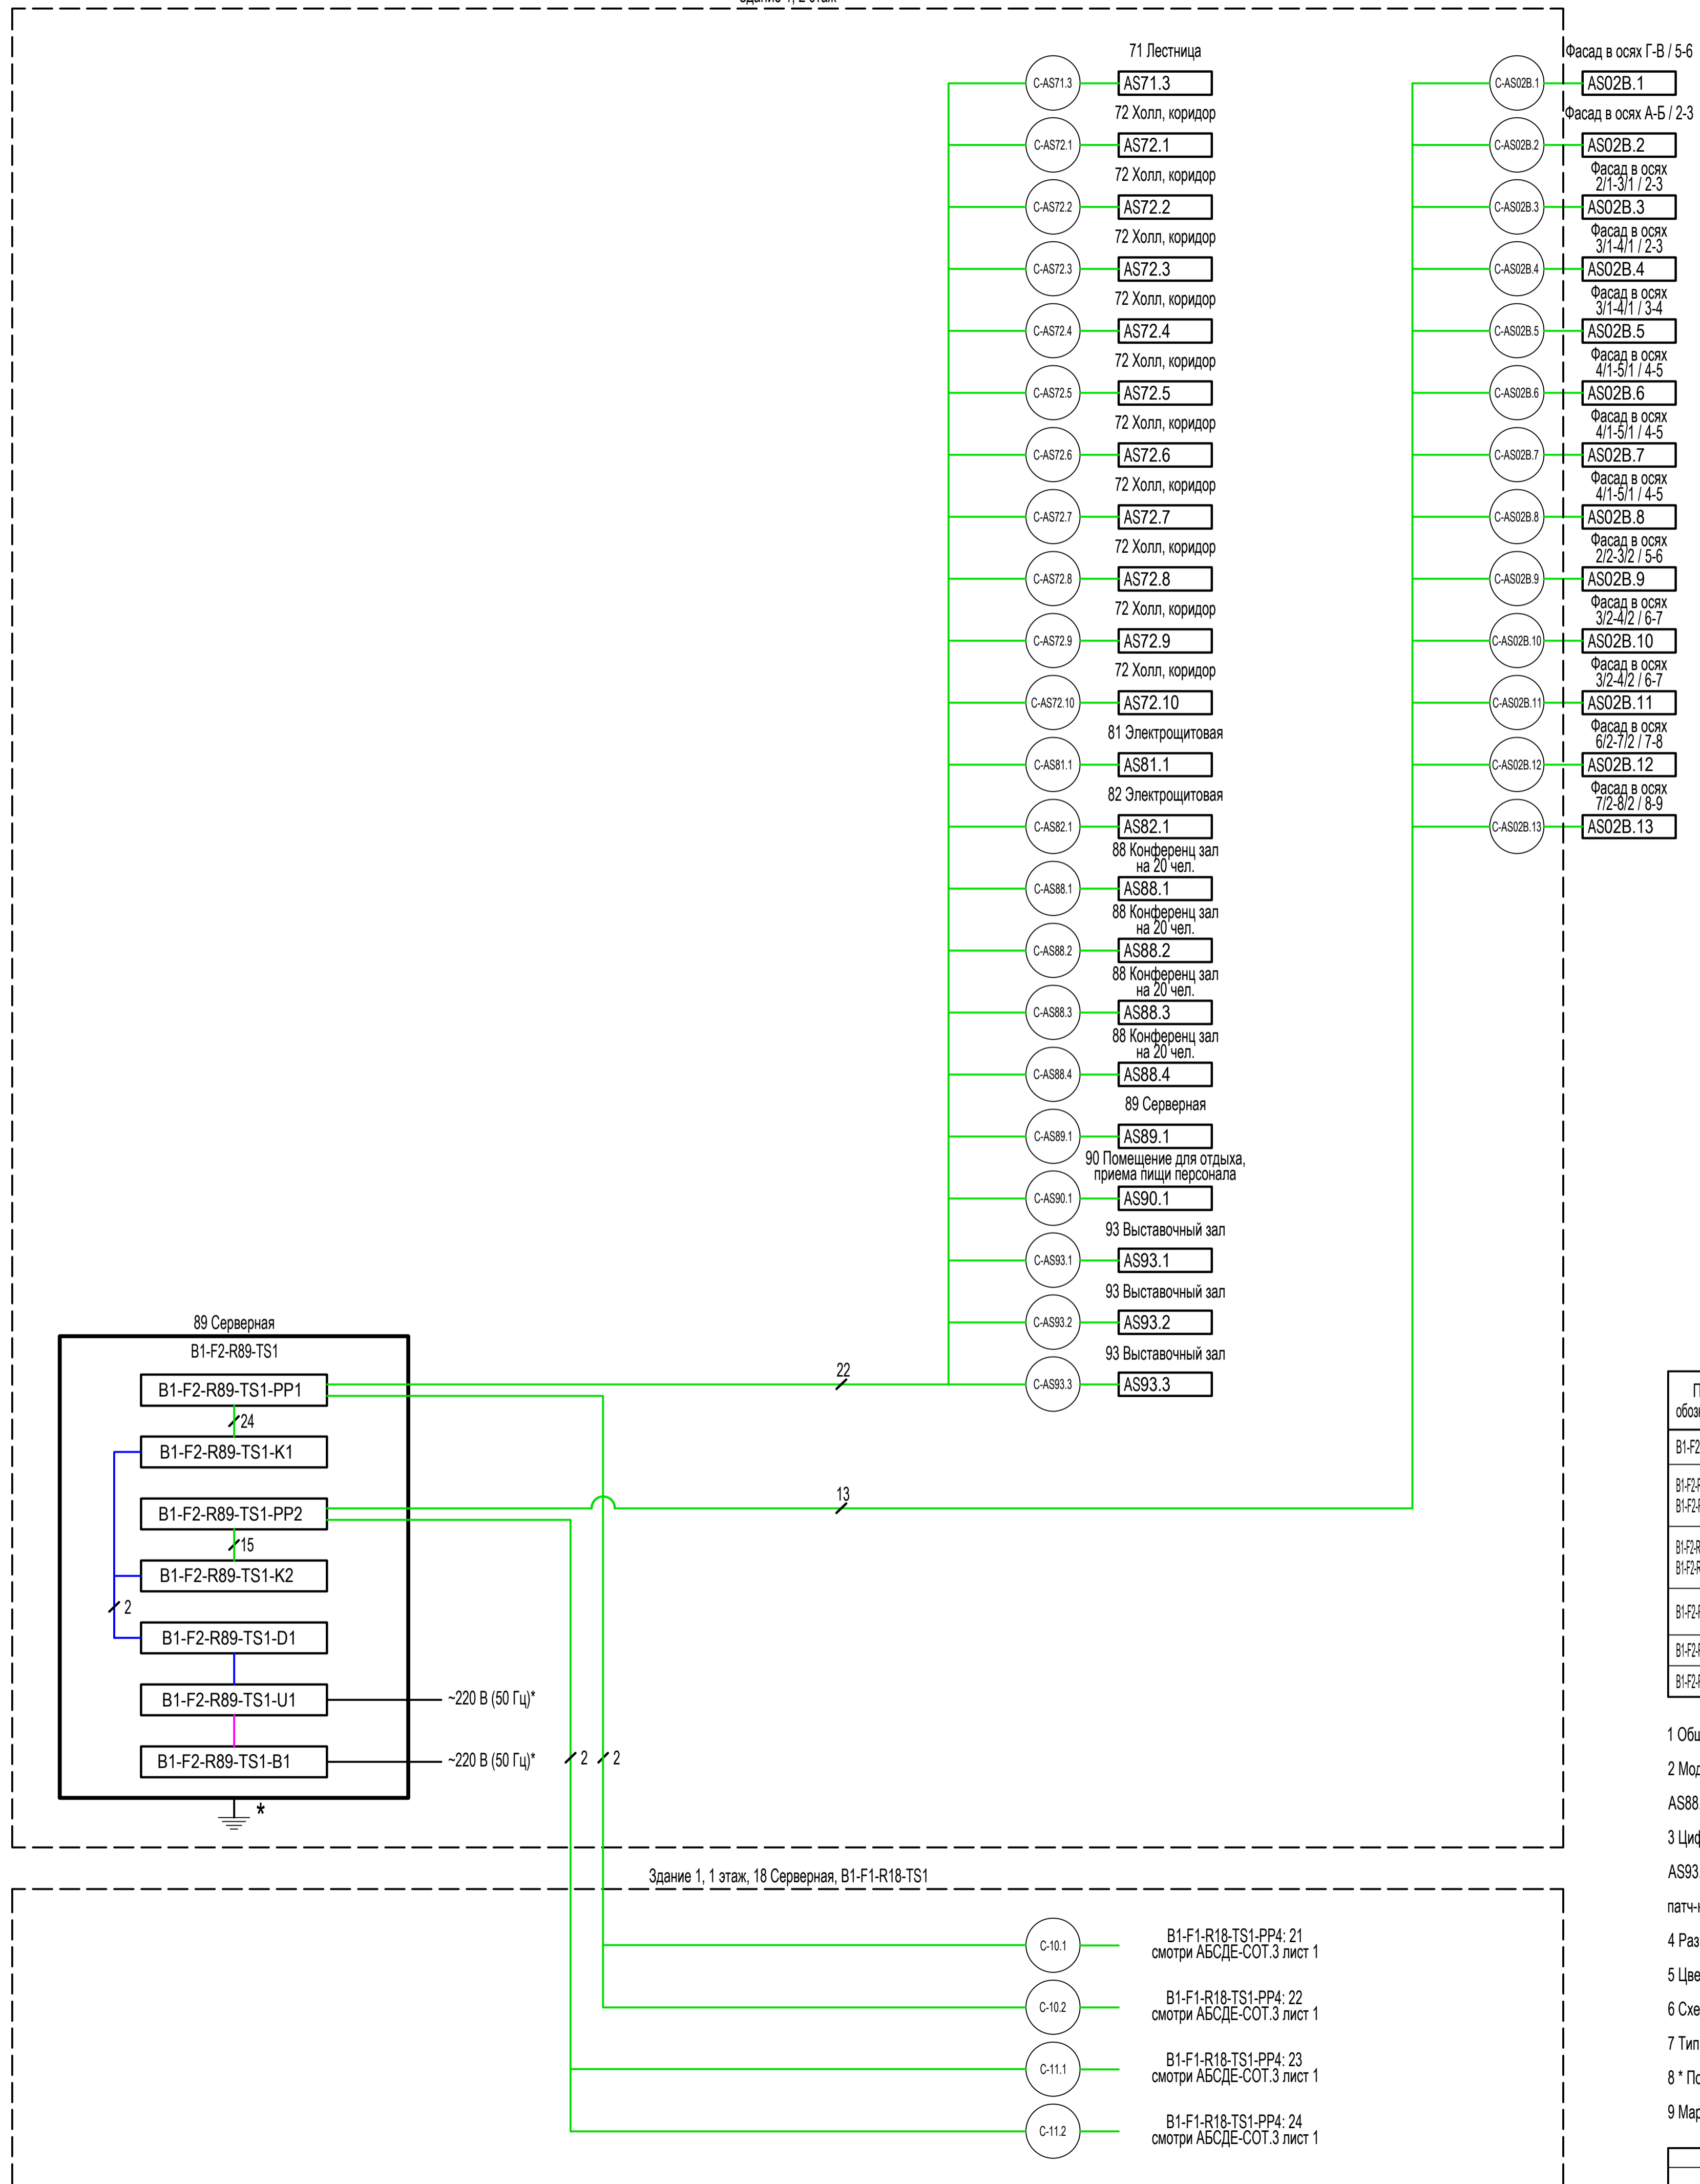 71 Лестница
C-AS71.3
AS71.3
72 Холл, коридор
C-AS72.1
AS72.1
72 Холл, коридор
C-AS72.2
AS72.2
72 Холл, коридор
C-AS72.3
AS72.3
72 Холл, коридор
C-AS72.4
AS72.4
72 Холл, коридор
C-AS72.5
AS72.5
72 Холл, коридор
C-AS72.6
AS72.6
72 Холл, коридор
C-AS72.7
AS72.7
72 Холл, коридор
C-AS72.8
AS72.8
72 Холл, коридор
C-AS72.9
AS72.9
72 Холл, коридор
C-AS72.10
AS72.10
81 Электрощитовая
C-AS81.1
AS81.1
82 Электрощитовая
C-AS82.1
AS82.1
88 Конференц зал
на 20 чел.
C-AS88.1
AS88.1
88 Конференц зал
на 20 чел.
C-AS88.2
AS88.2
88 Конференц зал
на 20 чел.
C-AS88.3
AS88.3
88 Конференц зал
на 20 чел.
C-AS88.4
AS88.4
89 Серверная
C-AS89.1
AS89.1
90 Помещение для отдыха,
приема пищи персонала
C-AS90.1
AS90.1
93 Выставочный зал
C-AS93.1
AS93.1
93 Выставочный зал
C-AS93.2
AS93.2
93 Выставочный зал
C-AS93.3
AS93.3
Фасад в осях Г-В / 5-6
C-AS02B.1
AS02B.1
Фасад в осях А-Б / 2-3
C-AS02B.2
AS02B.2
Фасад в осях
2/1-3/1 / 2-3
C-AS02B.3
AS02B.3
Фасад в осях
3/1-4/1 / 2-3
C-AS02B.4
AS02B.4
Фасад в осях
3/1-4/1 / 3-4
C-AS02B.5
AS02B.5
Фасад в осях
4/1-5/1 / 4-5
C-AS02B.6
AS02B.6
Фасад в осях
4/1-5/1 / 4-5
C-AS02B.7
AS02B.7
Фасад в осях
4/1-5/1 / 4-5
C-AS02B.8
AS02B.8
Фасад в осях
2/2-3/2 / 5-6
C-AS02B.9
AS02B.9
Фасад в осях
3/2-4/2 / 6-7
C-AS02B.10
AS02B.10
Фасад в осях
3/2-4/2 / 6-7
C-AS02B.11
AS02B.11
Фасад в осях
6/2-7/2 / 7-8
C-AS02B.12
AS02B.12
Фасад в осях
7/2-8/2 / 8-9
C-AS02B.13
AS02B.13
89 Серверная
B1-F2-R89-TS1
B1-F2-R89-TS1-PP1
24
B1-F2-R89-TS1-K1
B1-F2-R89-TS1-PP2
15
B1-F2-R89-TS1-K2
2
B1-F2-R89-TS1-D1
B1-F2-R89-TS1-U1
~220 В (50 Гц)*
B1-F2-R89-TS1-B1
~220 В (50 Гц)*
*
22
13
2
2
Здание 1, 1 этаж, 18 Серверная, B1-F1-R18-TS1
C-10.1
B1-F1-R18-TS1-PP4: 21
смотри АБСДЕ-СОТ.3 лист 1
C-10.2
B1-F1-R18-TS1-PP4: 22
смотри АБСДЕ-СОТ.3 лист 1
C-11.1
B1-F1-R18-TS1-PP4: 23
смотри АБСДЕ-СОТ.3 лист 1
C-11.2
B1-F1-R18-TS1-PP4: 24
смотри АБСДЕ-СОТ.3 лист 1
1
2
AS88
3
AS93
4
5
6
7
8 *
9